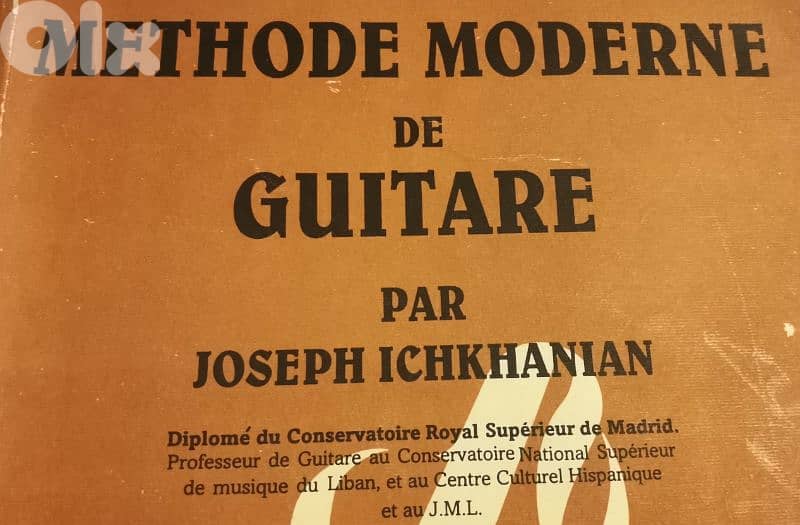 olx
METHODE MODERNE
DE
GUITARE
PAR
JOSEPH ICHKHANIAN
Diplomé du Conservatoire Royal Supérieur de Madrid.
Professeur de Guitare au Conservatoire National Supérieur
de musique du Liban, et au Centre Culturel Hispanique
et au J.M.L.